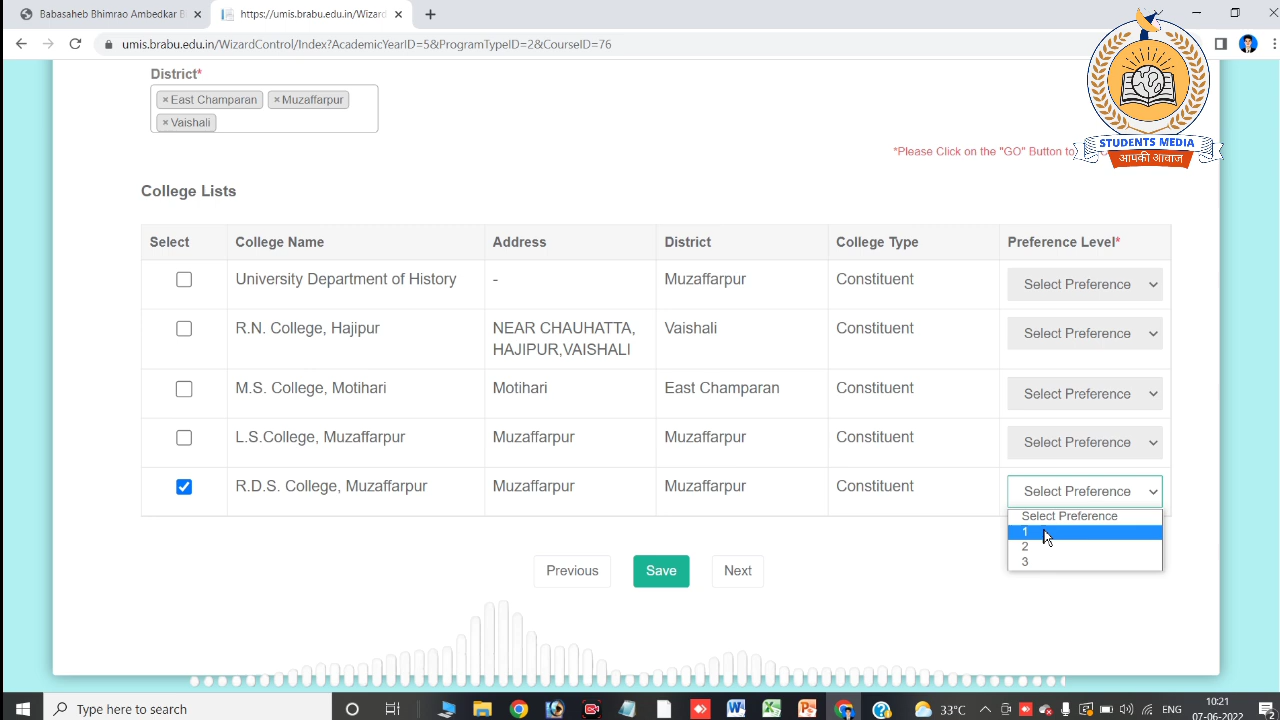 Babasaheb Bhimrao Ambedkar B
https://umis.brabu.edu.in/Wizard
umis.brabu.edu.in/WizardControl/Index?AcademicYearID=5&ProgramTypeID=2&CourseID=76
District*
× East Champaran × Muzaffarpur
× Vaishali
*Please Click on the "GO" Button to
STUDENTS MEDIA
आपकी आवाज
College Lists
Select College Name Address District College Type Preference Level*
University Department of History - Muzaffarpur Constituent Select Preference
R.N. College, Hajipur NEAR CHAUHATTA, Vaishali Constituent Select Preference
HAJIPUR,VAISHALI
M.S. College, Motihari Motihari East Champaran Constituent Select Preference
L.S.College, Muzaffarpur Muzaffarpur Muzaffarpur Constituent Select Preference
R.D.S. College, Muzaffarpur Muzaffarpur Muzaffarpur Constituent Select Preference
Select Preference
1
2
3
Previous Save Next
Type here to search
33°C
ENG
10:21
07-06-2022